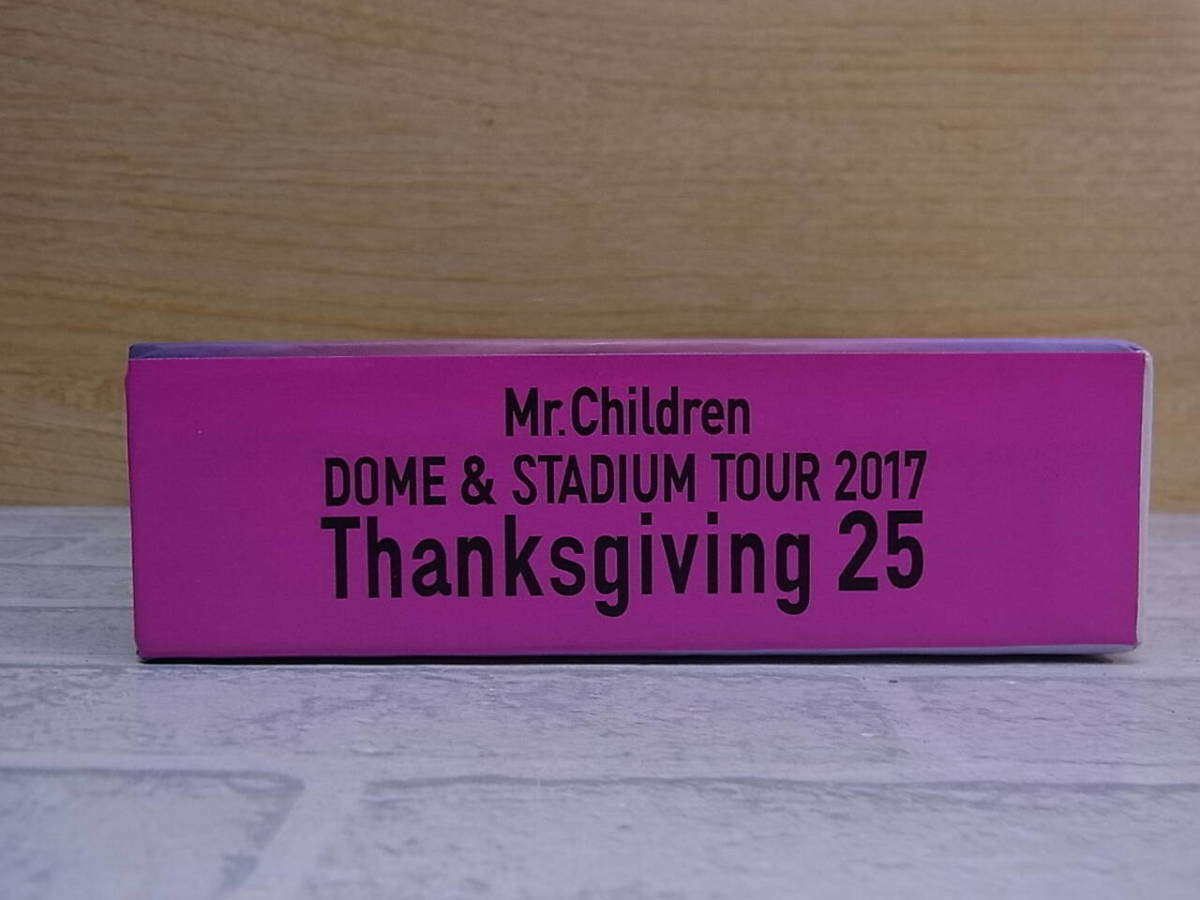 Mr.Children
DOME & STADIUM TOUR 2017
Thanksgiving 25